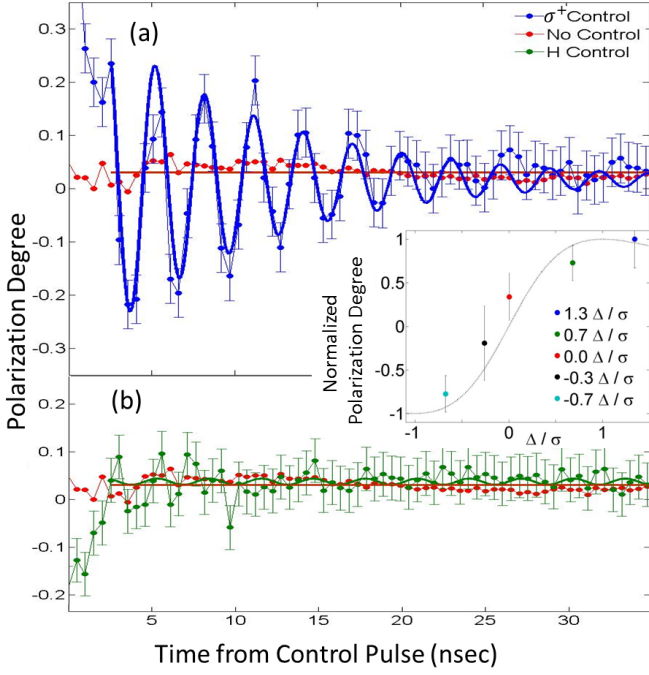 (a)
σ⁺Control
No Control
H Control
0.3
0.2
0.1
0
-0.1
-0.2
-0.3
Polarization Degree
Normalized
Polarization Degree
1
0.5
0
-0.5
-1
-1
0
1
Δ / σ
1.3 Δ / σ
0.7 Δ / σ
0.0 Δ / σ
-0.3 Δ / σ
-0.7 Δ / σ
(b)
0.2
0.1
0
-0.1
-0.2
5
10
15
20
25
30
Time from Control Pulse (nsec)